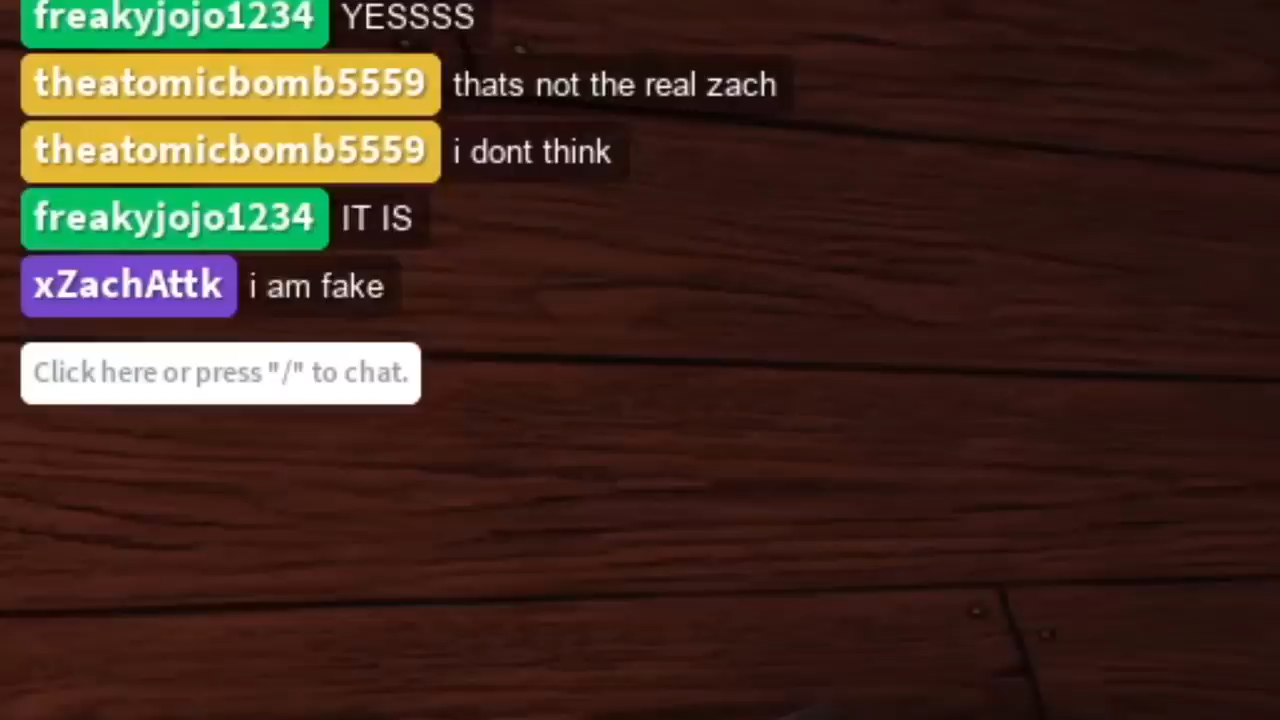 freakyjojo1234 YESSSS
theatomicbomb5559 thats not the real zach
theatomicbomb5559 i dont think
freakyjojo1234 IT IS
xZachAttk i am fake
Click here or press "/" to chat.